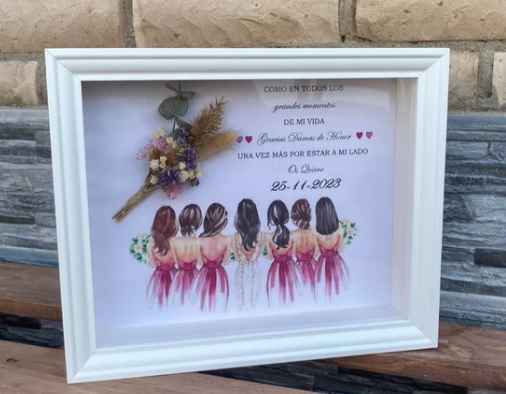 COMO EN TODOS LOS
grandes momentos
DE MI VIDA
Gracias Damas de Honor
UNA VEZ MÁS POR ESTAR A MI LADO
Os Quiero
25-11-2023